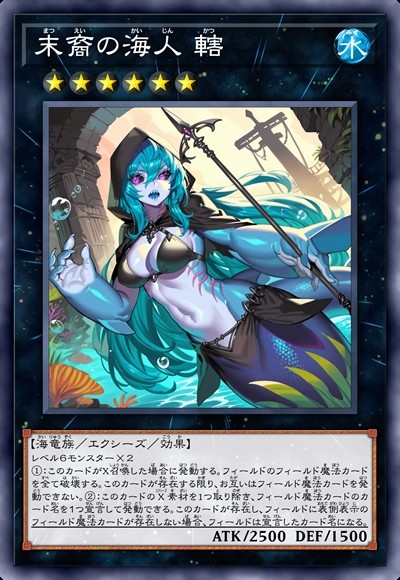 末裔の海人 轄
水
【海竜族／エクシーズ／効果】
レベル6モンスター×2
①:このカードがX召喚した場合に発動する。フィールドのフィールド魔法カード
を全て破壊する。このカードが存在する限り、お互いはフィールド魔法カードを発
動できない。②:このカードのX素材を1つ取り除き、フィールド魔法カードのカ
ード名を1つ宣言して発動できる。このカードが存在し、フィールドに表側表示の
フィールド魔法カードが存在しない場合、フィールドは宣言したカード名になる。
ATK/2500 DEF/1500